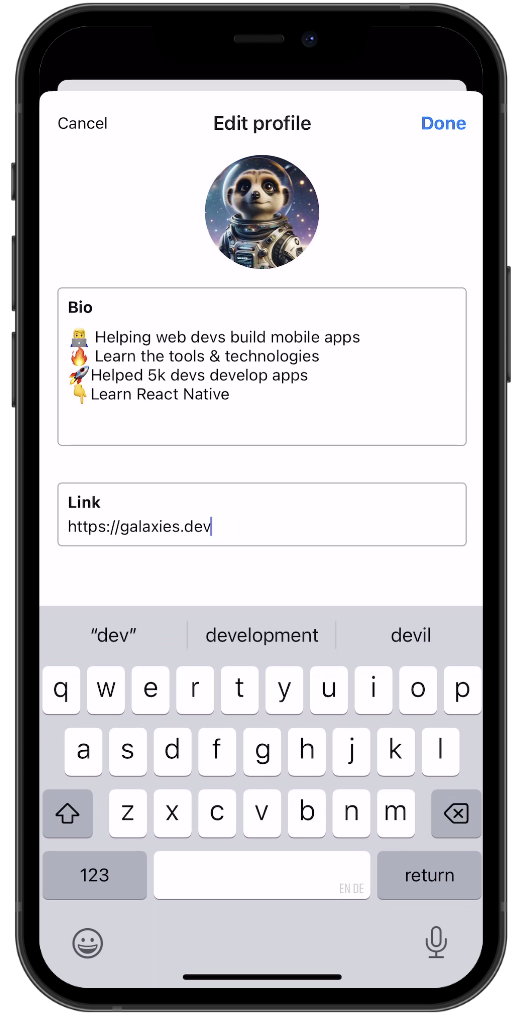 Cancel
Edit profile
Done
Bio
👨‍💻 Helping web devs build mobile apps
🔥 Learn the tools & technologies
🚀Helped 5k devs develop apps
👇Learn React Native
Link
https://galaxies.dev
“dev”
development
devil
q w e r t y u i o p
a s d f g h j k l
z x c v b n m
123
EN DE
return